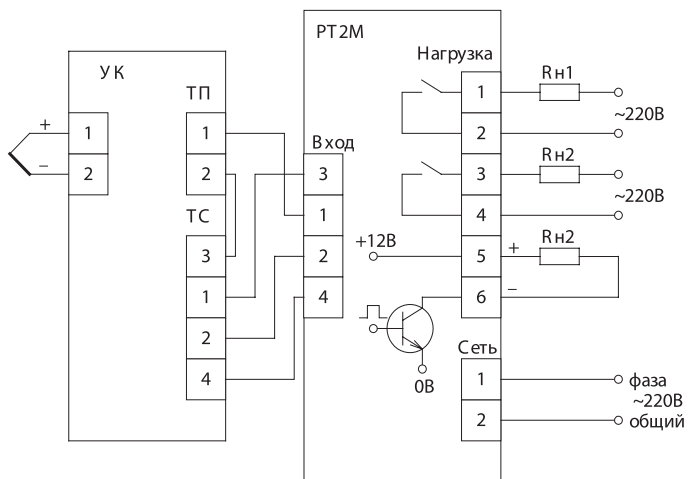 РТ2М
УК
Нагрузка
ТП
Rн1
+
1
1
1
~220В
−
2
2
2
Вход
ТС
3
3
Rн2
1
4
~220В
3
2
+12В
5
+
Rн2
1
4
6
−
2
Сеть
4
0В
1
фаза
~220В
2
общий